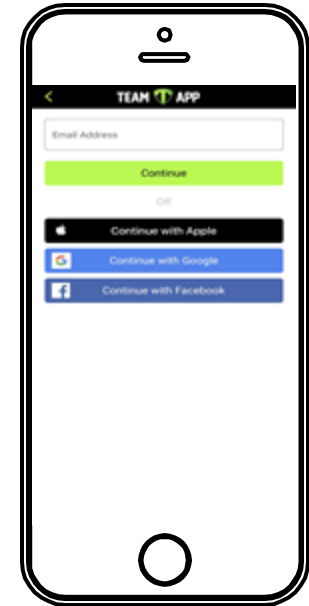 TEAM APP
Email Address
Continue
OR
Continue with Apple
Continue with Google
Continue with Facebook